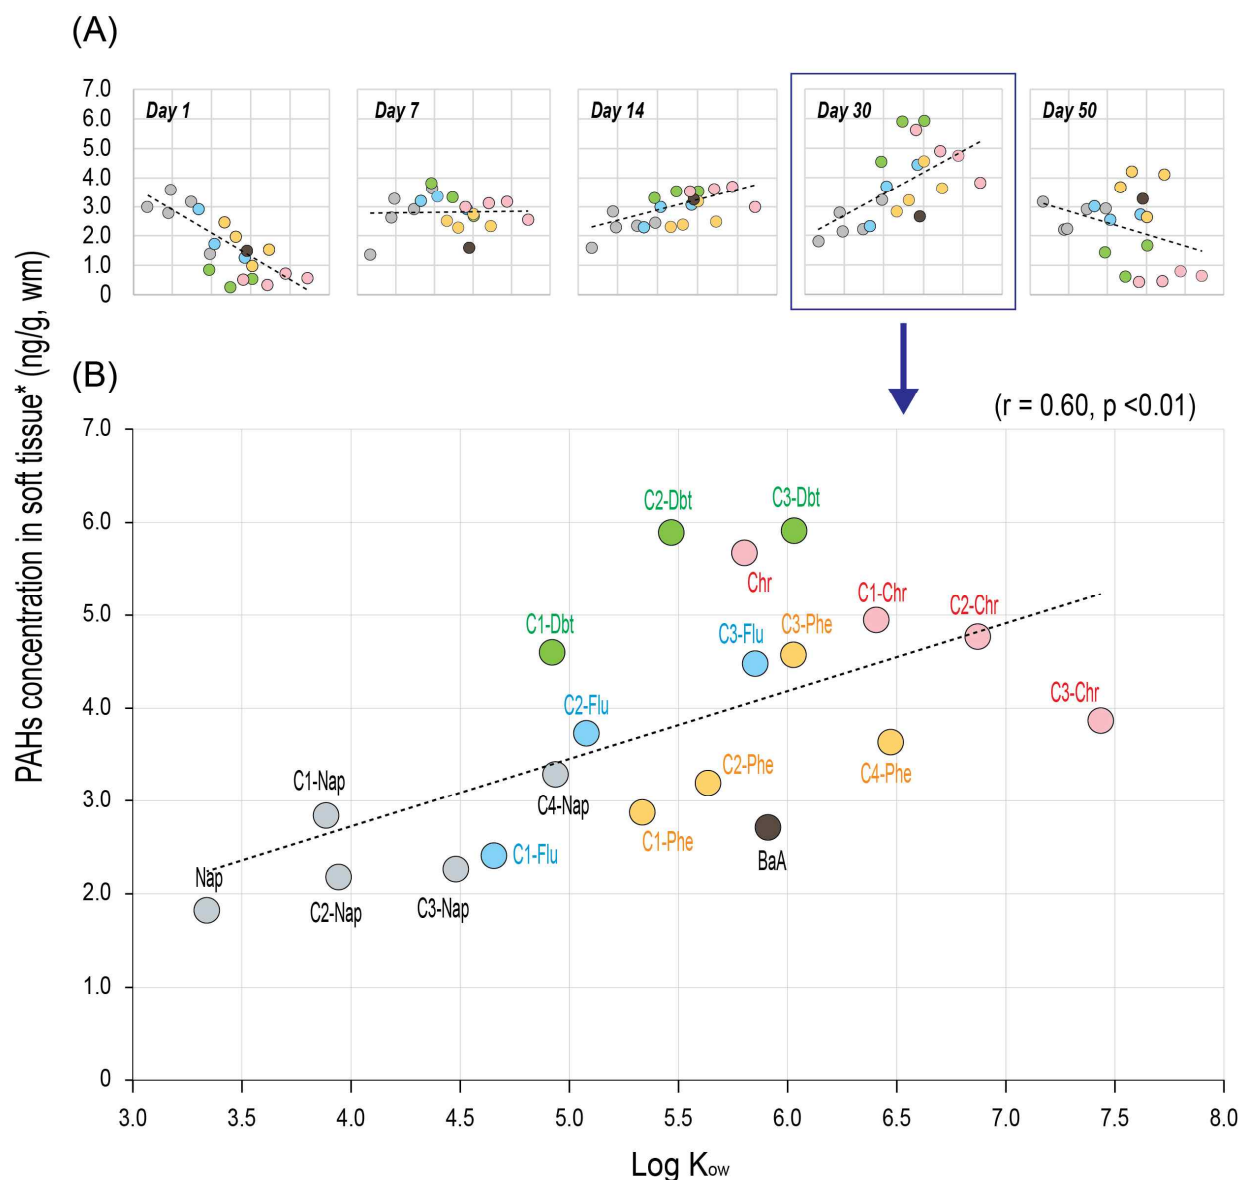 (A)
7.0
6.0
5.0
4.0
3.0
2.0
1.0
0
Day 1
Day 7
Day 14
Day 30
Day 50
PAHs concentration in soft tissue* (ng/g, wm)
(B)
(r = 0.60, p <0.01)
7.0
6.0
5.0
4.0
3.0
2.0
1.0
0
C2-Dbt
C3-Dbt
Chr
C1-Chr
C2-Chr
C1-Dbt
C3-Flu
C3-Phe
C3-Chr
C2-Flu
C1-Nap
C4-Nap
C2-Phe
C4-Phe
C1-Phe
Nap
C1-Flu
BaA
C2-Nap
C3-Nap
3.0
3.5
4.0
4.5
5.0
5.5
6.0
6.5
7.0
7.5
8.0
Log Kow